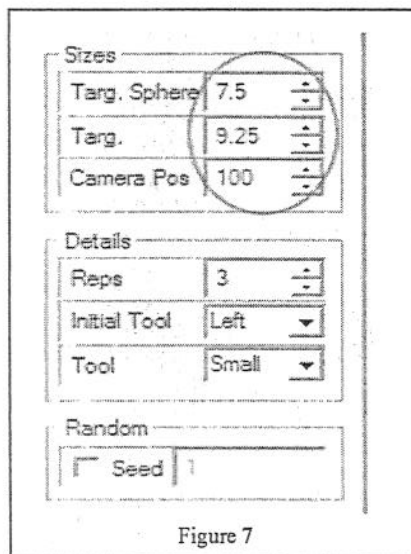 Sizes
Targ. Sphere 7.5
Targ. 9.25
Camera Pos 100
Details
Reps 3
Initial Tool Left
Tool Small
Random
Seed 1
Figure 7